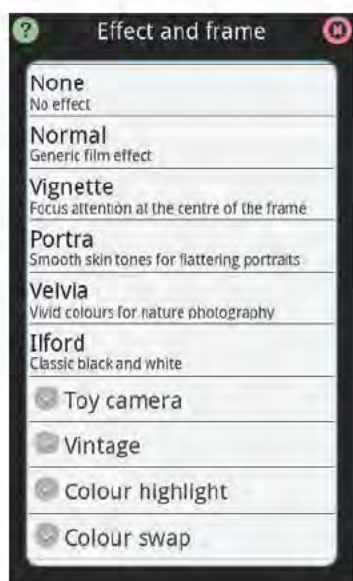 ? Effect and frame
None
No effect
Normal
Generic film effect
Vignette
Focus attention at the centre of the frame
Portra
Smooth skin tones for flattering portraits
Velvia
Vivid colours for nature photography
Ilford
Classic black and white
Toy camera
Vintage
Colour highlight
Colour swap